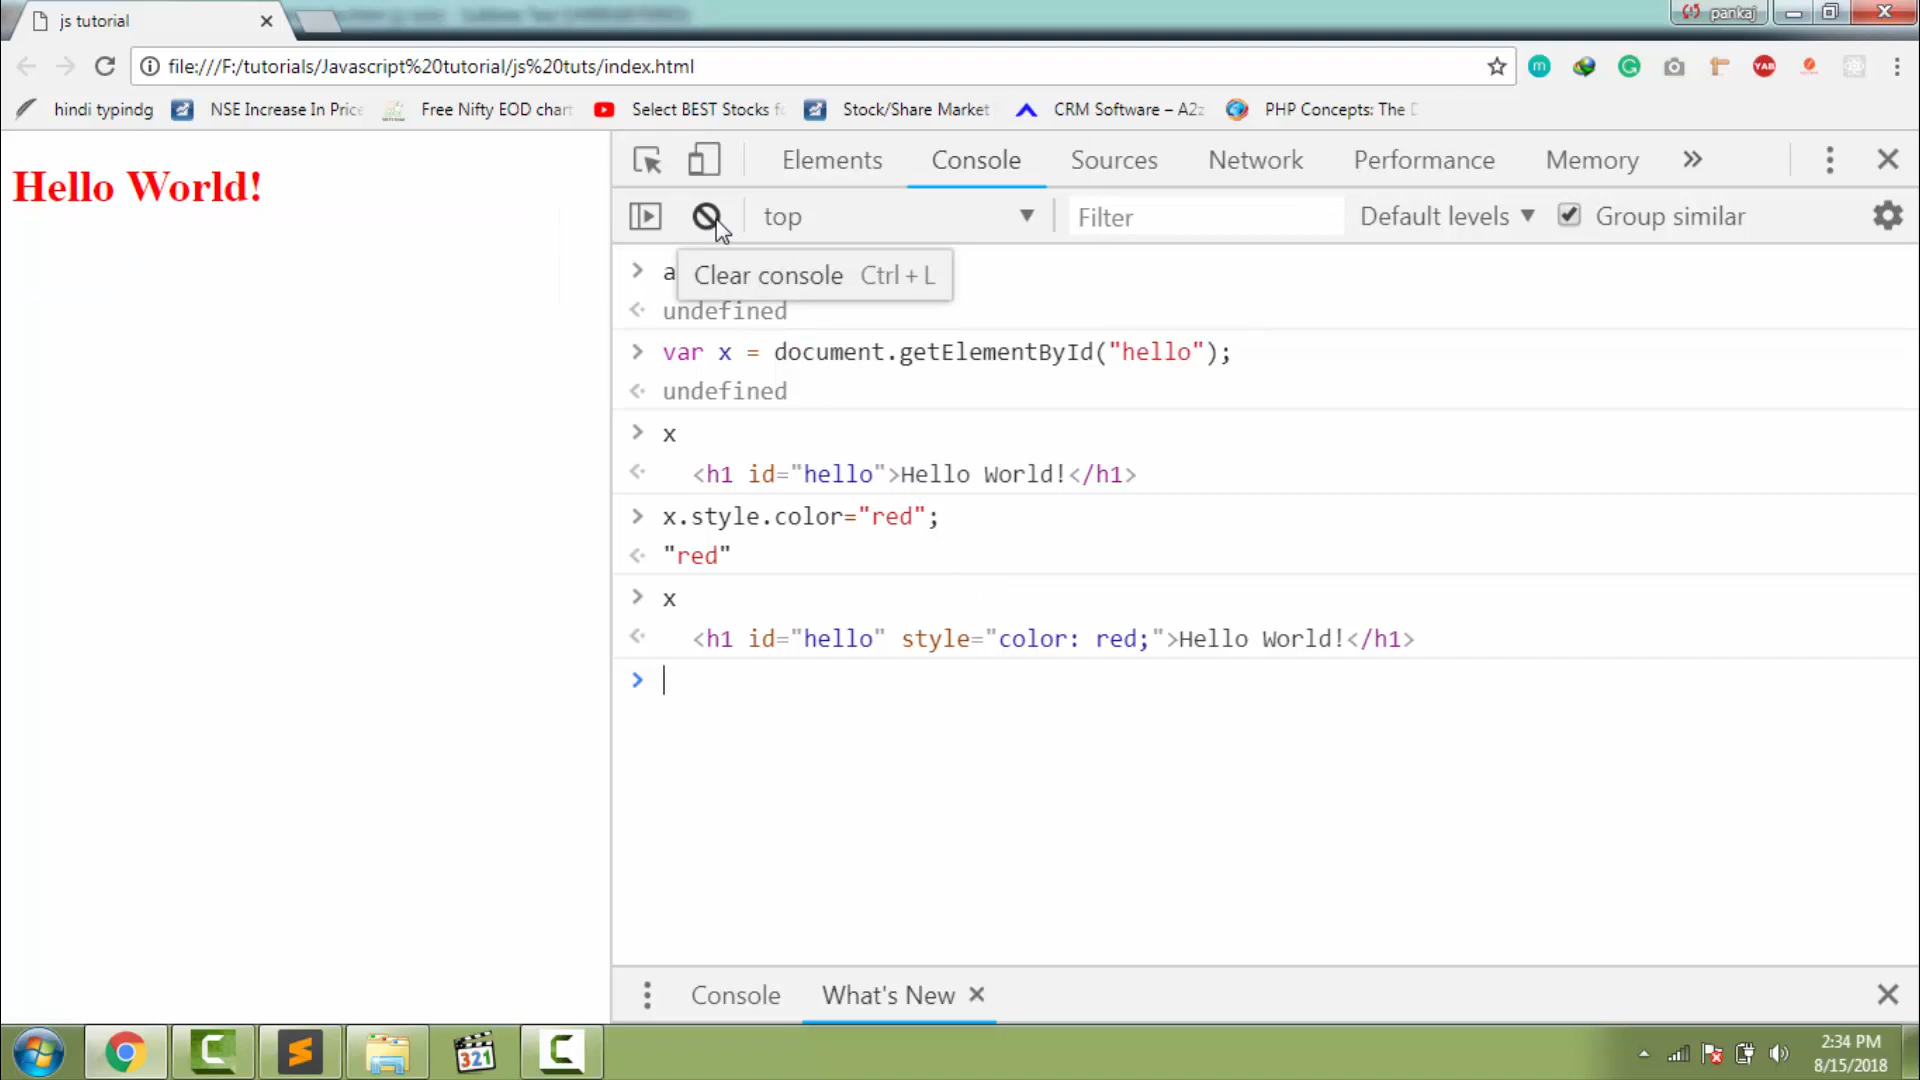 js tutorial
pankaj
file:///F:/tutorials/Javascript%20tutorial/js%20tuts/index.html
hindi typindg
NSE Increase In Price
Free Nifty EOD chart
Select BEST Stocks f
Stock/Share Market
CRM Software – A2z
PHP Concepts: The D
Hello World!
Elements Console Sources Network Performance Memory
top Filter Default levels Group similar
a
Clear console Ctrl + L
undefined
var x = document.getElementById("hello");
undefined
x
<h1 id="hello">Hello World!</h1>
x.style.color="red";
"red"
x
<h1 id="hello" style="color: red;">Hello World!</h1>
Console What's New
321
2:34 PM
8/15/2018